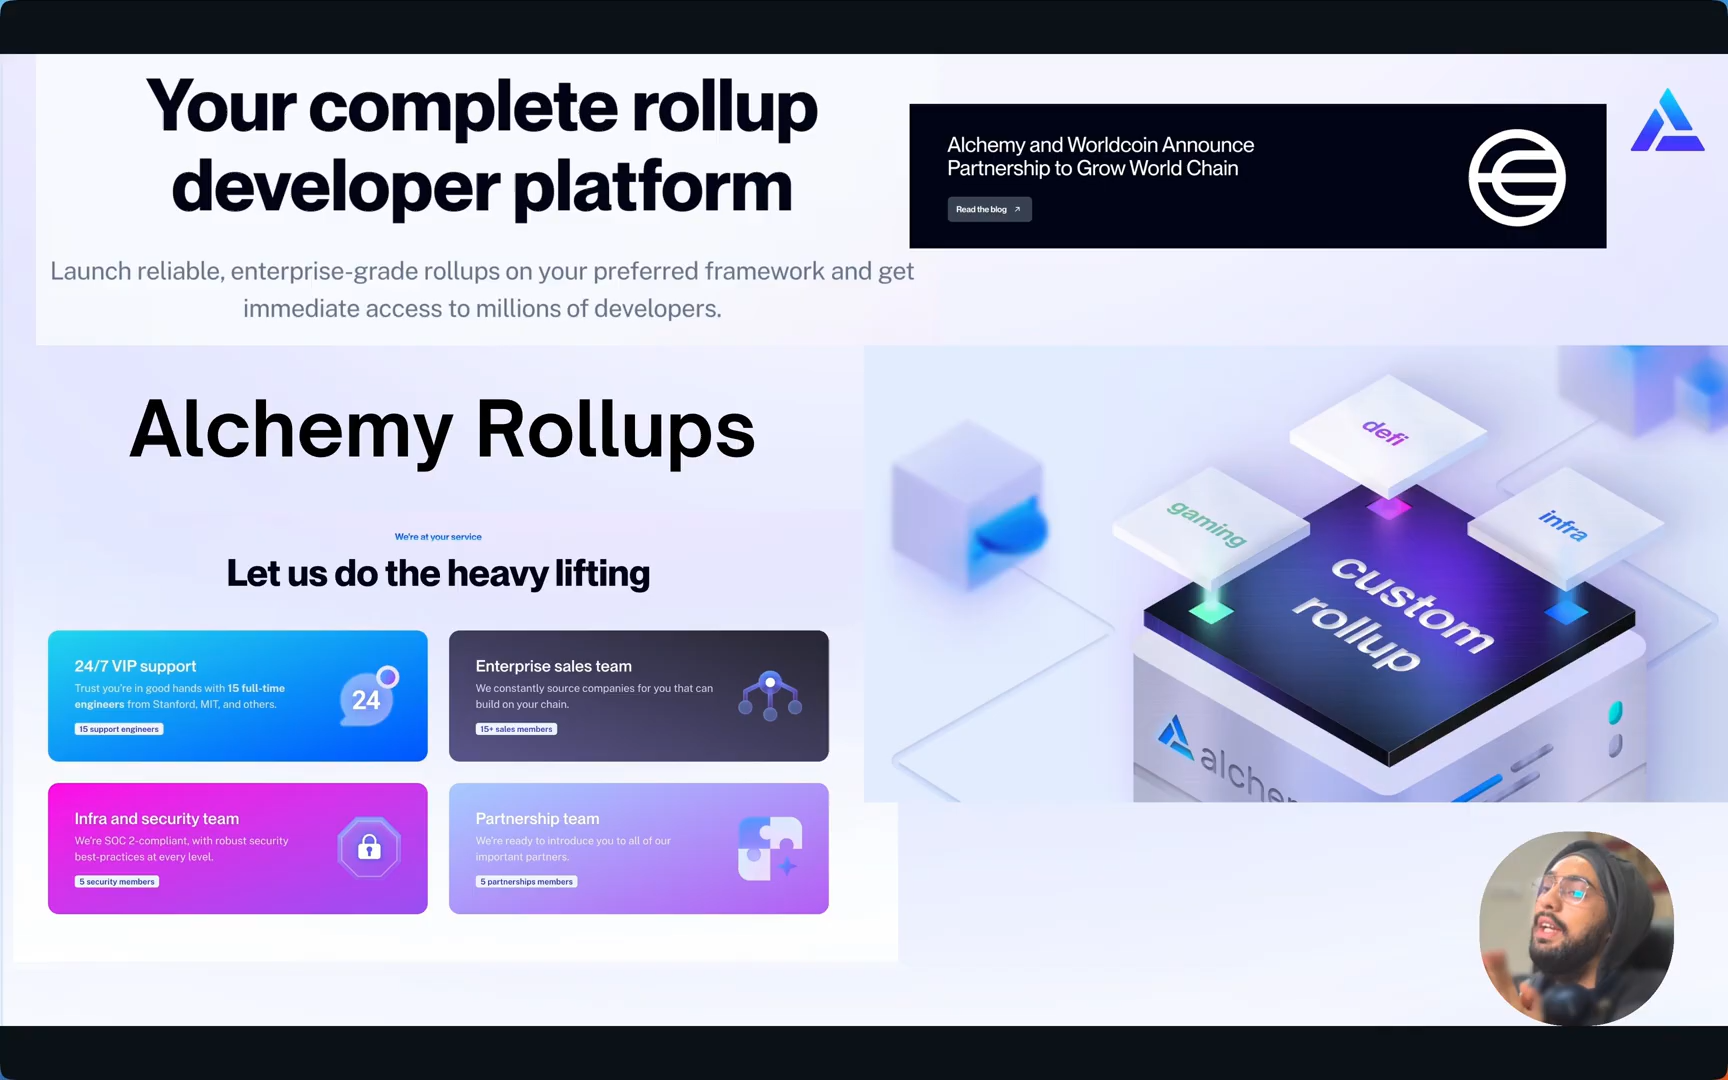 Your complete rollup
developer platform
Launch reliable, enterprise-grade rollups on your preferred framework and get
immediate access to millions of developers.
Alchemy and Worldcoin Announce
Partnership to Grow World Chain
Read the blog
Alchemy Rollups
We're at your service
Let us do the heavy lifting
24/7 VIP support
Trust you're in good hands with 15 full-time
engineers from Stanford, MIT, and others.
15 support engineers
24
Enterprise sales team
We constantly source companies for you that can
build on your chain.
15+ sales members
Infra and security team
We're SOC 2-compliant, with robust security
best-practices at every level.
5 security members
Partnership team
We're ready to introduce you to all of our
important partners.
5 partnerships members
defi
gaming
infra
custom
rollup
alchem